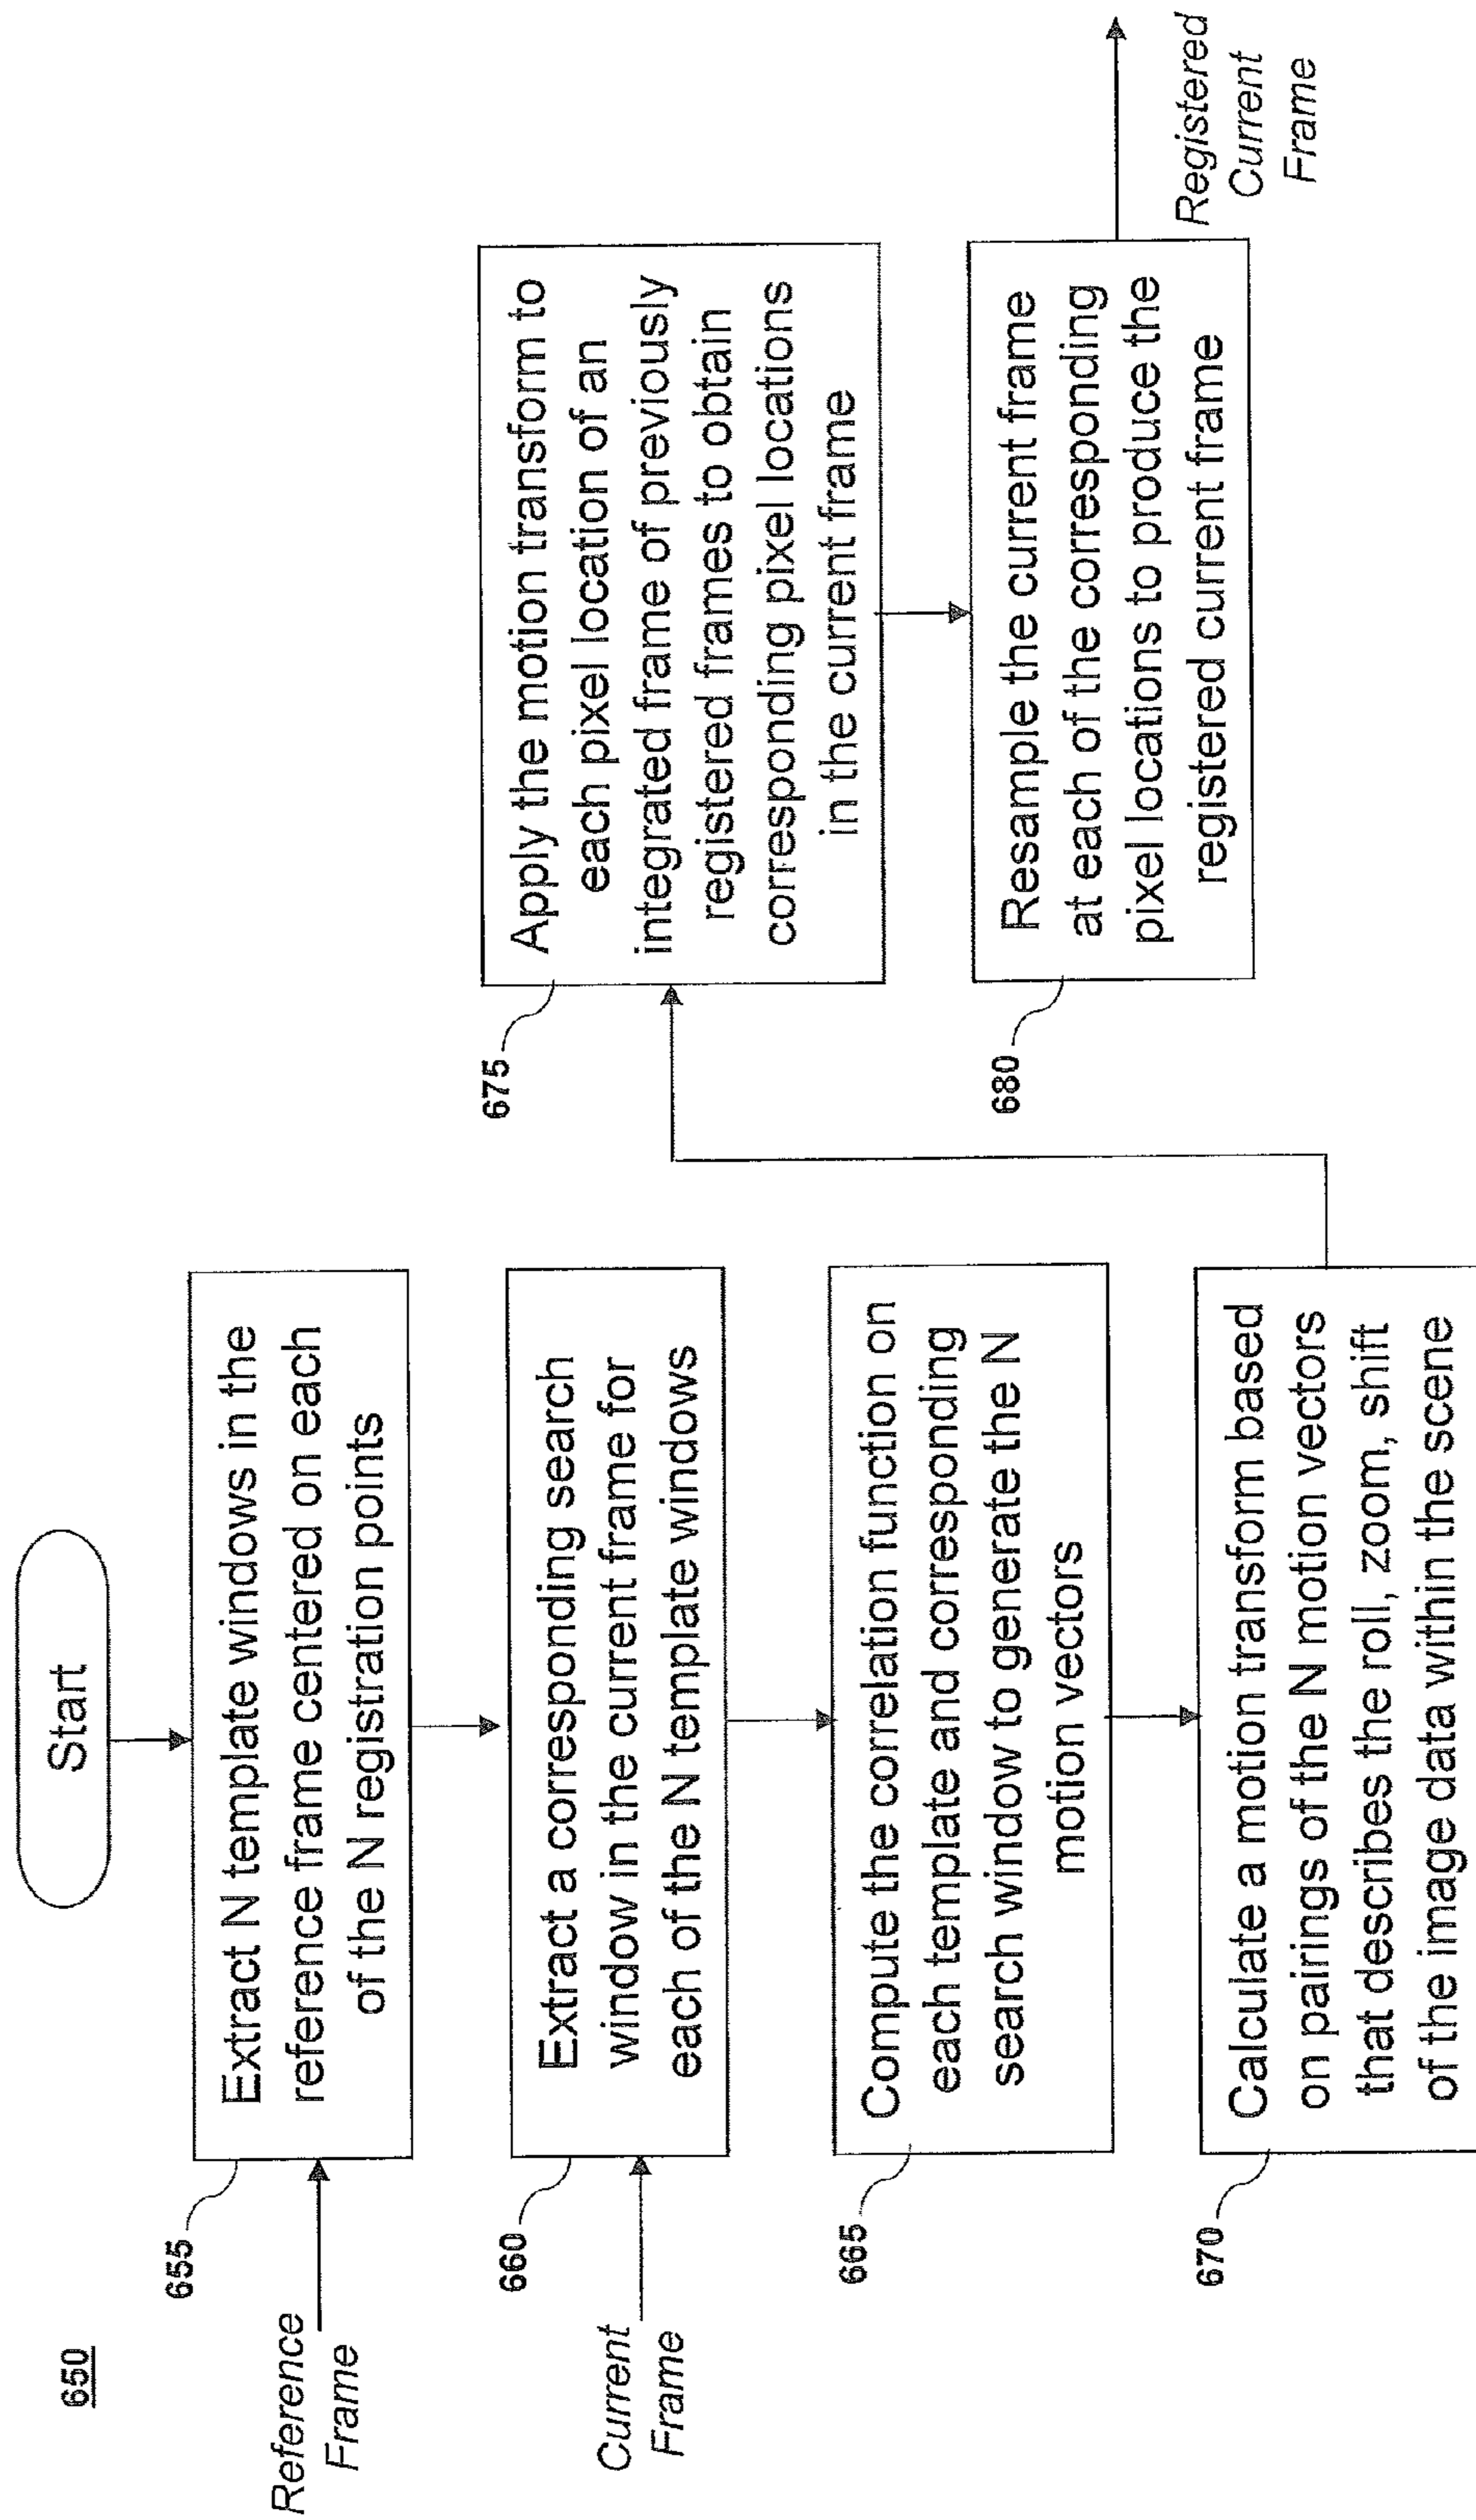 650
Start
Reference
Frame
655
Extract N template windows in the
reference frame centered on each
of the N registration points
Current
Frame
660
Extract a corresponding search
window in the current frame for
each of the N template windows
665
Compute the correlation function on
each template and corresponding
search window to generate the N
motion vectors
670
Calculate a motion transform based
on pairings of the N motion vectors
that describes the roll, zoom, shift
of the image data within the scene
675
Apply the motion transform to
each pixel location of an
integrated frame of previously
registered frames to obtain
corresponding pixel locations
in the current frame
680
Resample the current frame
at each of the corresponding
pixel locations to produce the
registered current frame
Registered
Current
Frame